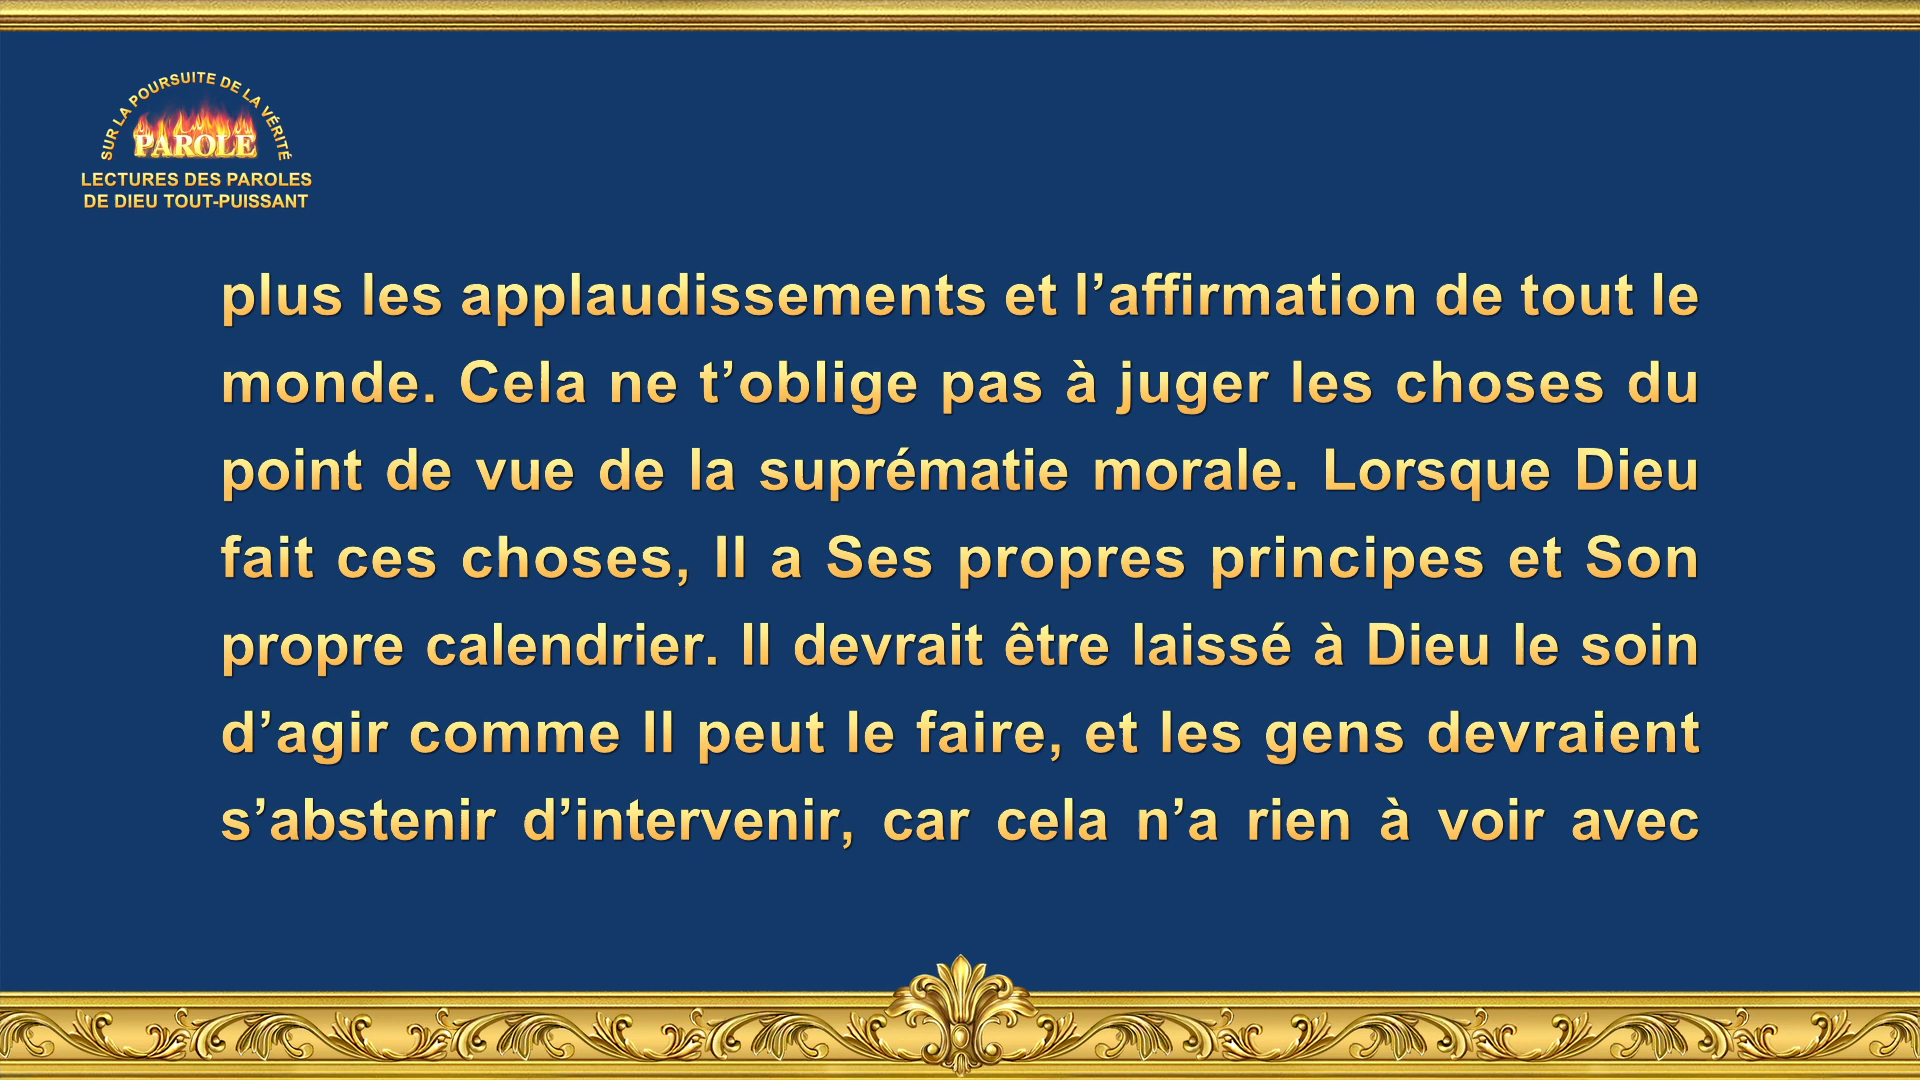 SUR LA POURSUITE DE LA VÉRITÉ
PAROLE
LECTURES DES PAROLES
DE DIEU TOUT-PUISSANT
plus les applaudissements et l’affirmation de tout le
monde. Cela ne t’oblige pas à juger les choses du
point de vue de la suprématie morale. Lorsque Dieu
fait ces choses, Il a Ses propres principes et Son
propre calendrier. Il devrait être laissé à Dieu le soin
d’agir comme Il peut le faire, et les gens devraient
s’abstenir d’intervenir, car cela n’a rien à voir avec